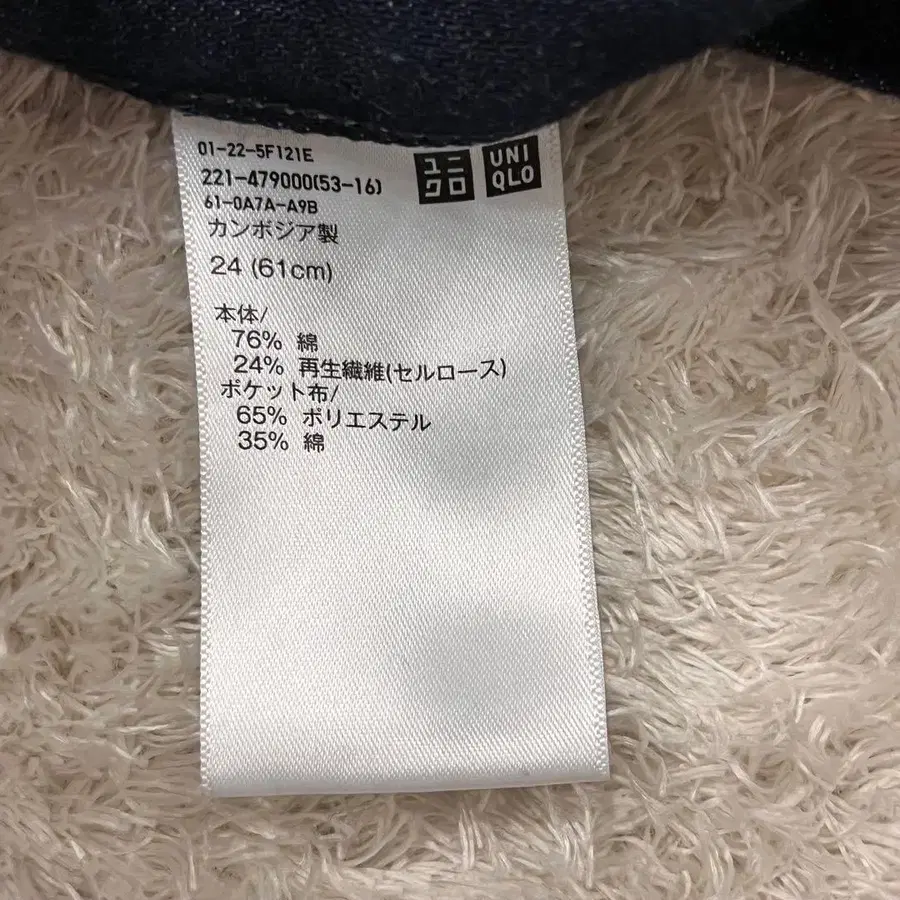 01-22-5F121E
221-479000(53-16)
61-0A7A-A9B
ユニクロ
UNIQLO
カンボジア製
24 (61cm)
本体/
76% 綿
24% 再生繊維(セルロース)
ポケット布/
65% ポリエステル
35% 綿